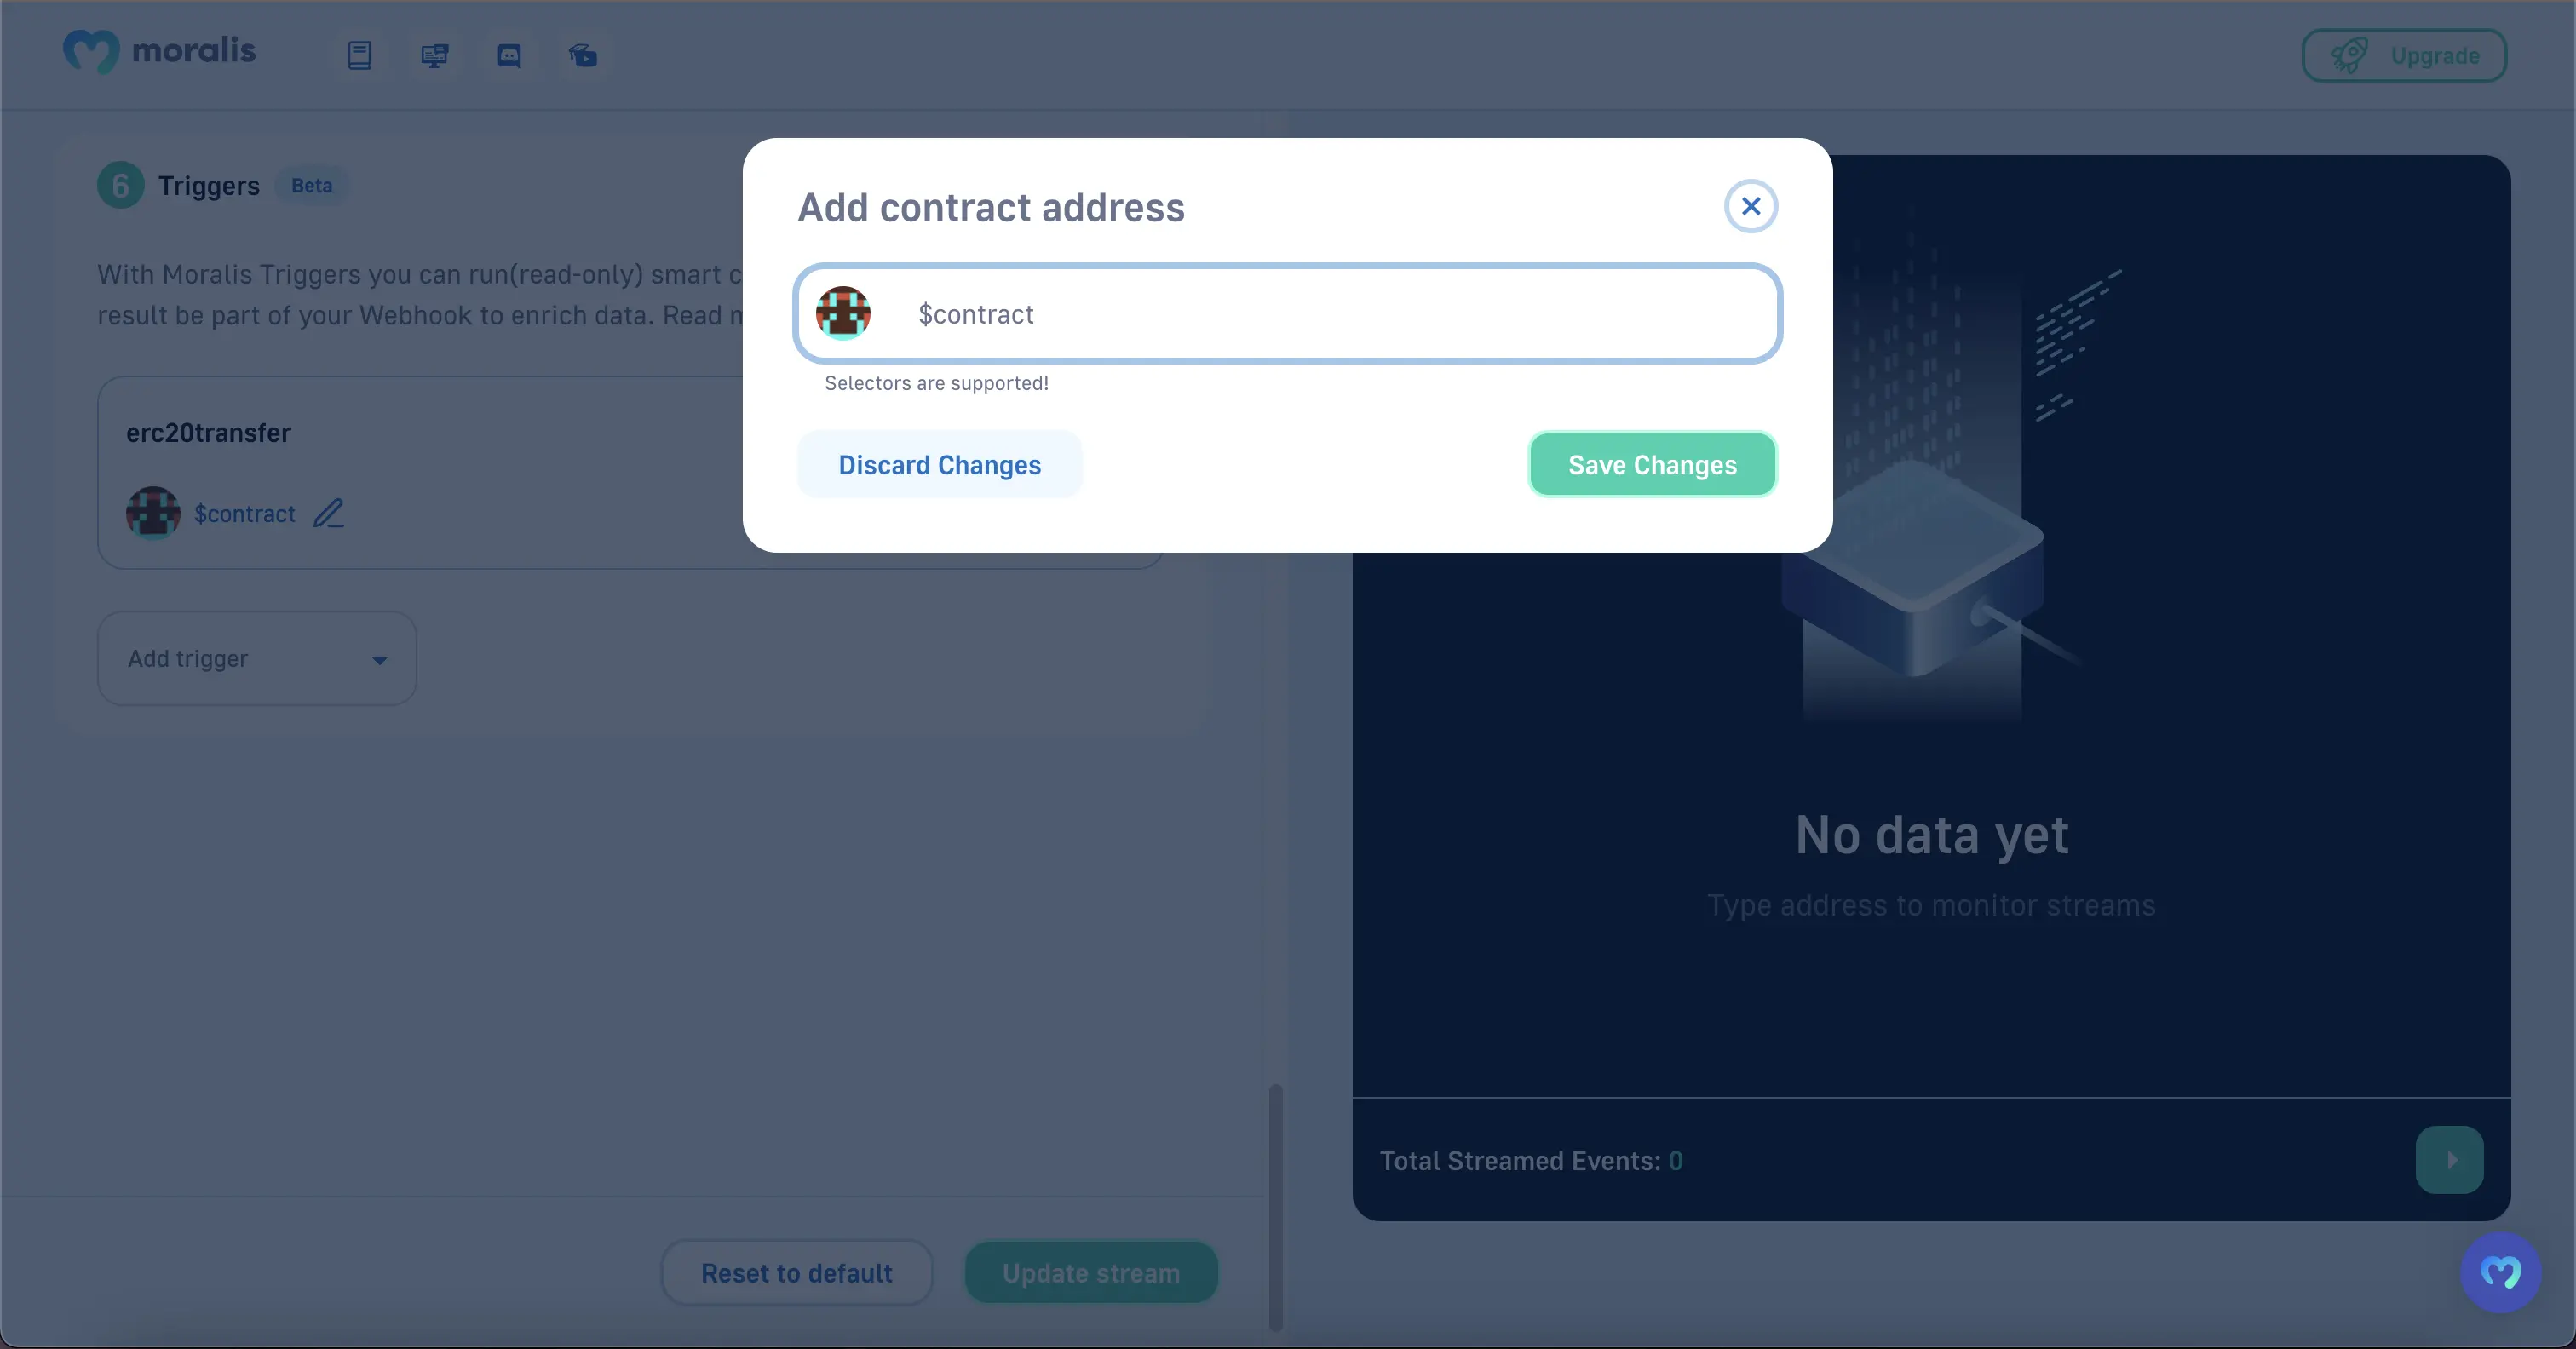 moralis
Upgrade
6 Triggers Beta
With Moralis Triggers you can run(read-only) smart c
result be part of your Webhook to enrich data. Read
erc20transfer
$contract
Add trigger
Add contract address
$contract
Selectors are supported!
Discard Changes
Save Changes
No data yet
Type address to monitor streams
Total Streamed Events: 0
Reset to default
Update stream